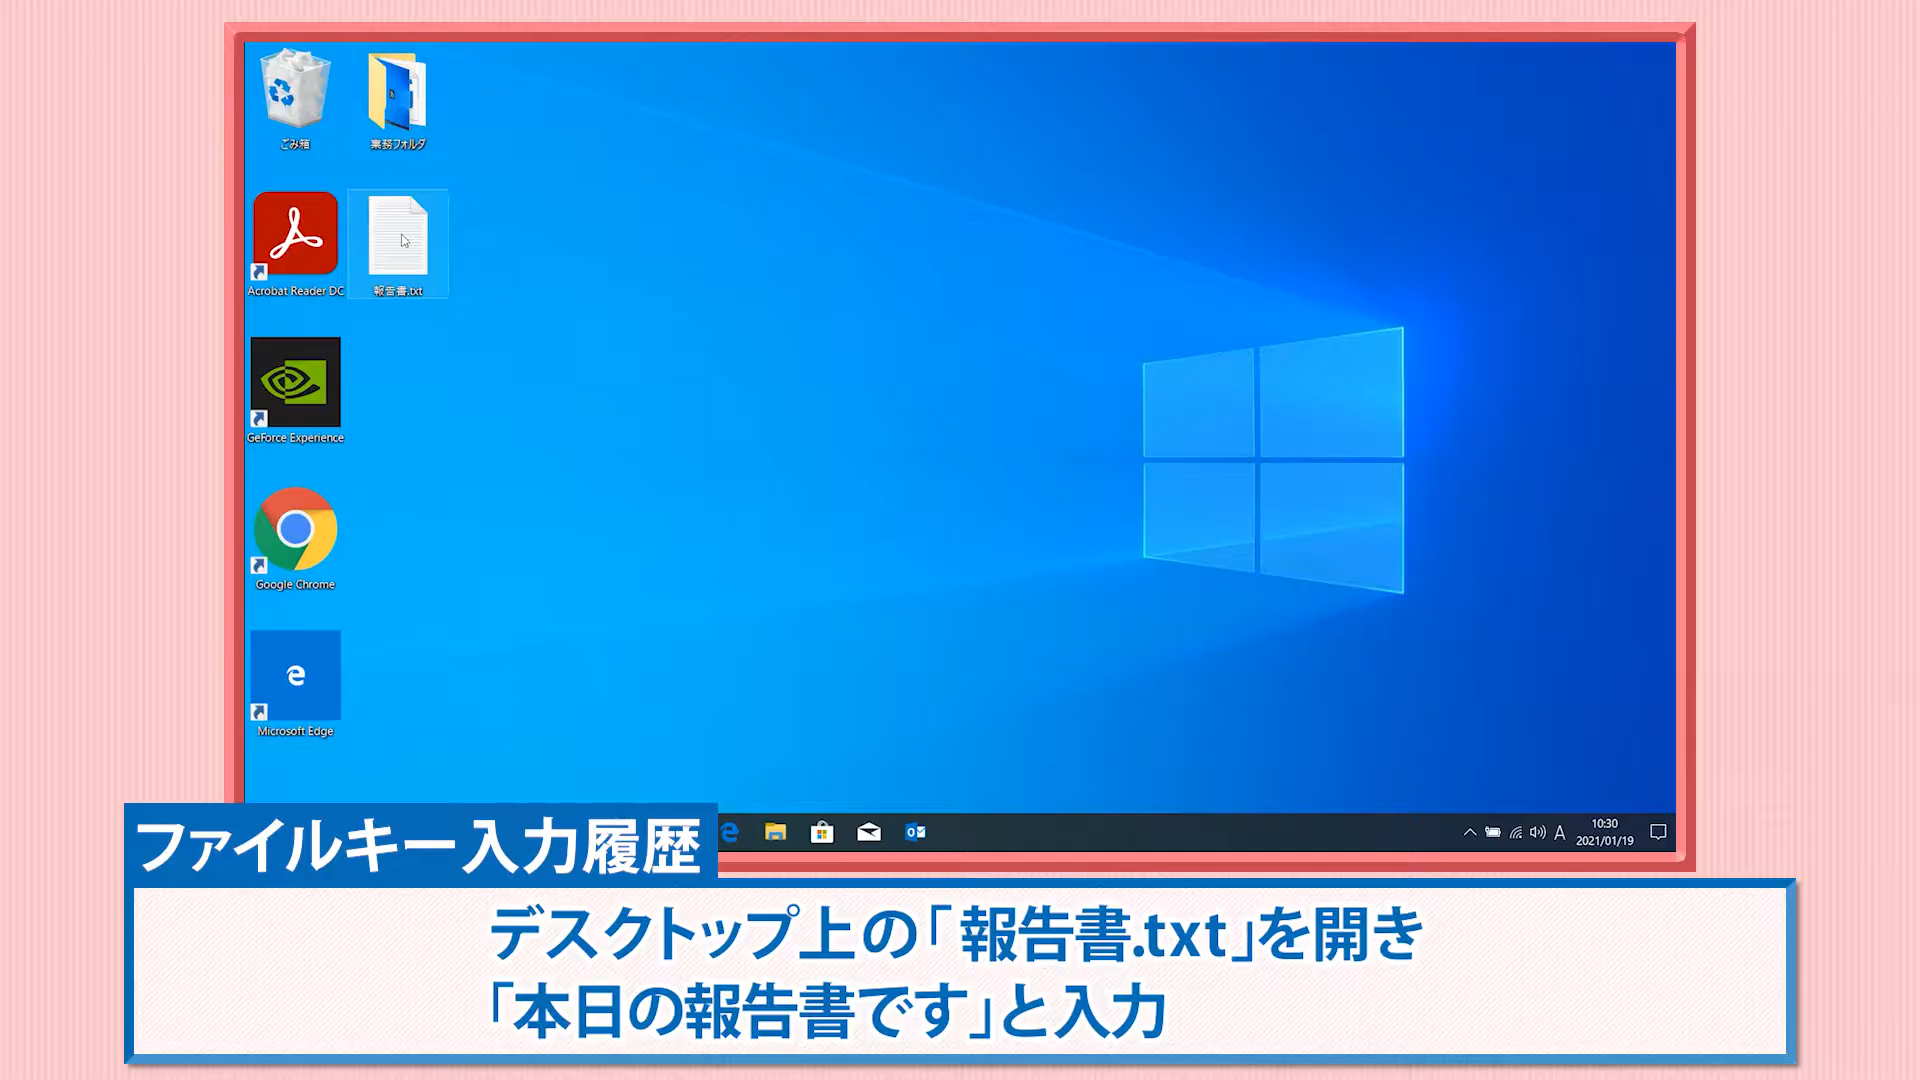 ごみ箱
業務フォルダ
Acrobat Reader DC
報告書.txt
GeForce Experience
Google Chrome
Microsoft Edge
A
10:30
2021/01/19
ファイルキー入力履歴
デスクトップ上の「報告書.txt」を開き
「本日の報告書です」と入力